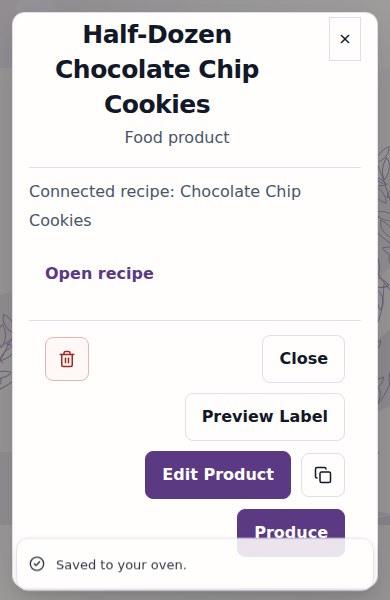 Half-Dozen
Chocolate Chip
Cookies
×
Food product
Connected recipe: Chocolate Chip
Cookies
Open recipe
Close
Preview Label
Edit Product
Produce
Saved to your owen.